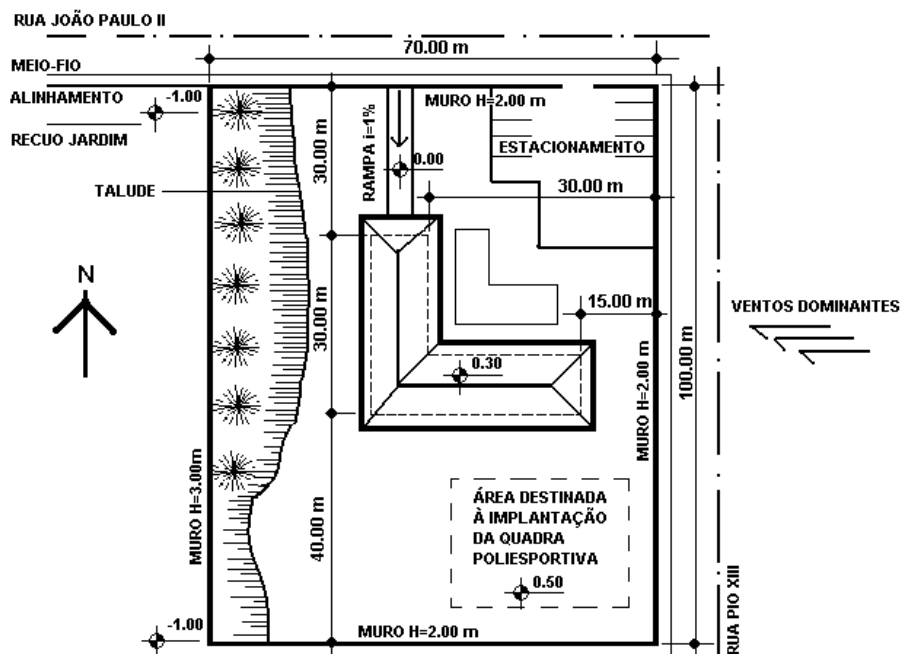 RUA JOÃO PAULO II
70.00 m
MEIO-FIO
ALINHAMENTO
-1.00
MURO H=2.00 m
RECUO JARDIM
ESTACIONAMENTO
30.00 m
RAMPA i=1%
0.00
TALUDE
30.00 m
N
15.00 m
VENTOS DOMINANTES
30.00 m
0.30
MURO H=2.00 m
100.00 m
MURO H=3.00m
40.00 m
ÁREA DESTINADA
À IMPLANTAÇÃO
DA QUADRA
POLIESPORTIVA
0.50
-1.00
MURO H=2.00 m
RUA PIO XIII